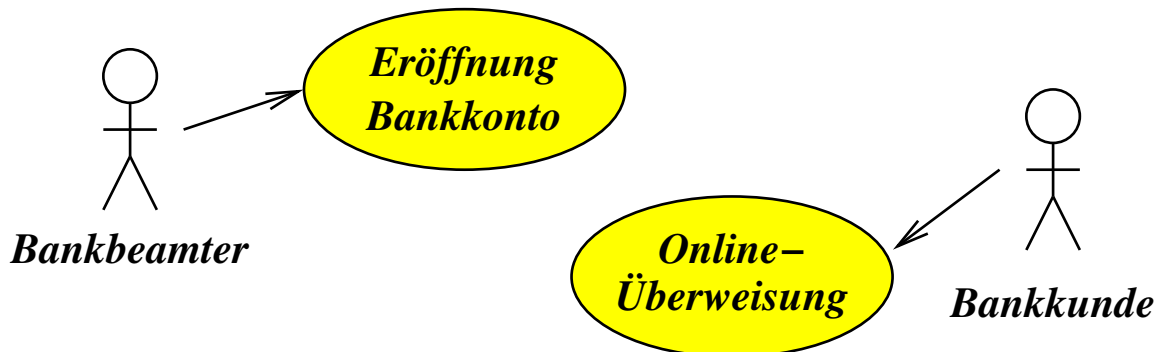 Eröffnung
Bankkonto
Bankbeamter
Online−
Überweisung
Bankkunde